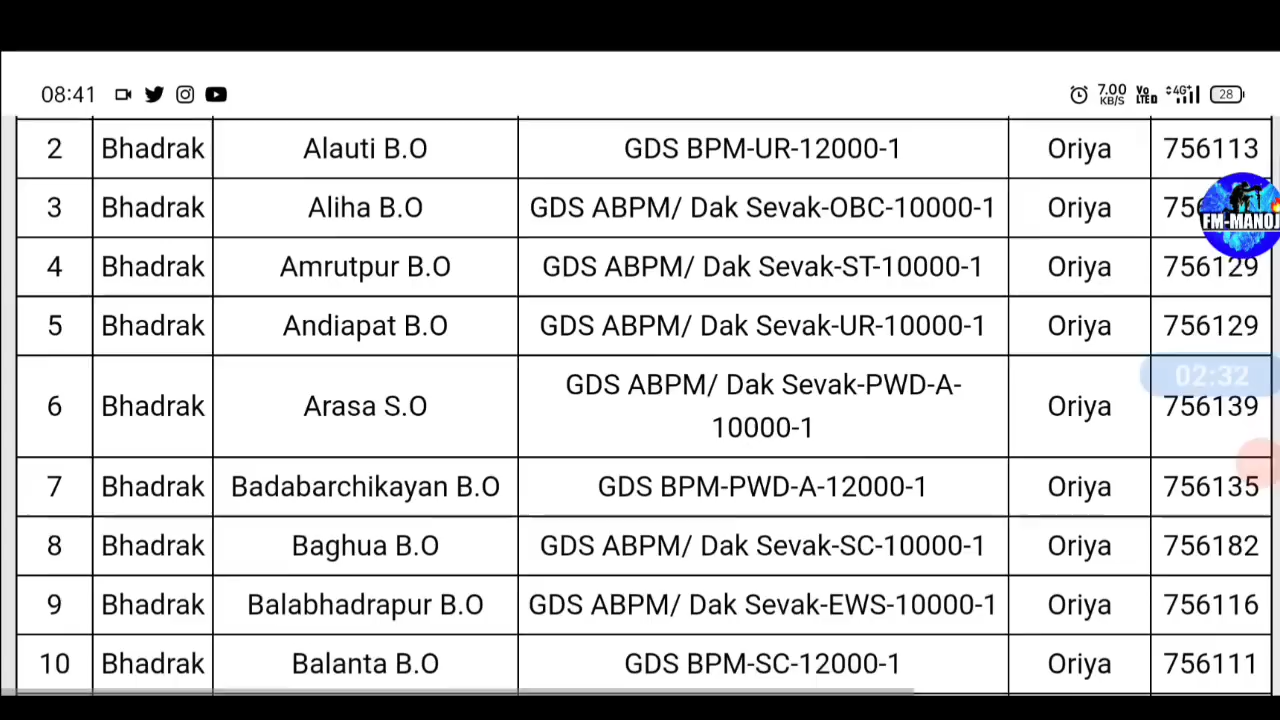 08:41 7.00 KB/S Vo LTE 4G+ 28
2 Bhadrak Alauti B.O GDS BPM-UR-12000-1 Oriya 756113
3 Bhadrak Aliha B.O GDS ABPM/ Dak Sevak-OBC-10000-1 Oriya
FM-MANOJ
4 Bhadrak Amrutpur B.O GDS ABPM/ Dak Sevak-ST-10000-1 Oriya 756129
5 Bhadrak Andiapat B.O GDS ABPM/ Dak Sevak-UR-10000-1 Oriya 756129
02:32
6 Bhadrak Arasa S.O GDS ABPM/ Dak Sevak-PWD-A-
10000-1 Oriya 756139
7 Bhadrak Badabarchikayan B.O GDS BPM-PWD-A-12000-1 Oriya 756135
8 Bhadrak Baghua B.O GDS ABPM/ Dak Sevak-SC-10000-1 Oriya 756182
9 Bhadrak Balabhadrapur B.O GDS ABPM/ Dak Sevak-EWS-10000-1 Oriya 756116
10 Bhadrak Balanta B.O GDS BPM-SC-12000-1 Oriya 756111